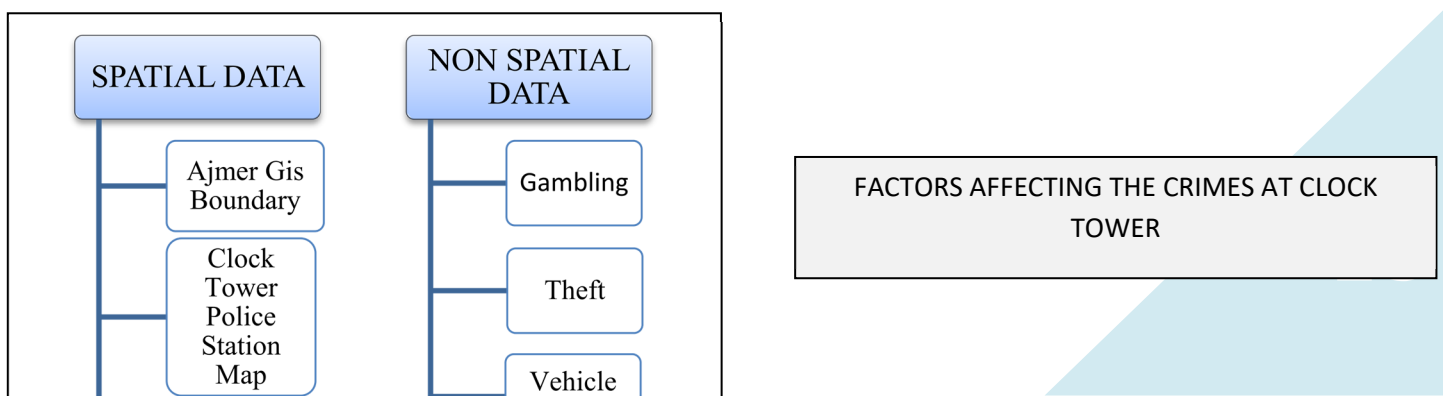 SPATIAL DATA
Ajmer Gis
Boundary
Clock
Tower
Police
Station
Map
NON SPATIAL
DATA
Gambling
Theft
Vehicle
FACTORS AFFECTING THE CRIMES AT CLOCK
TOWER